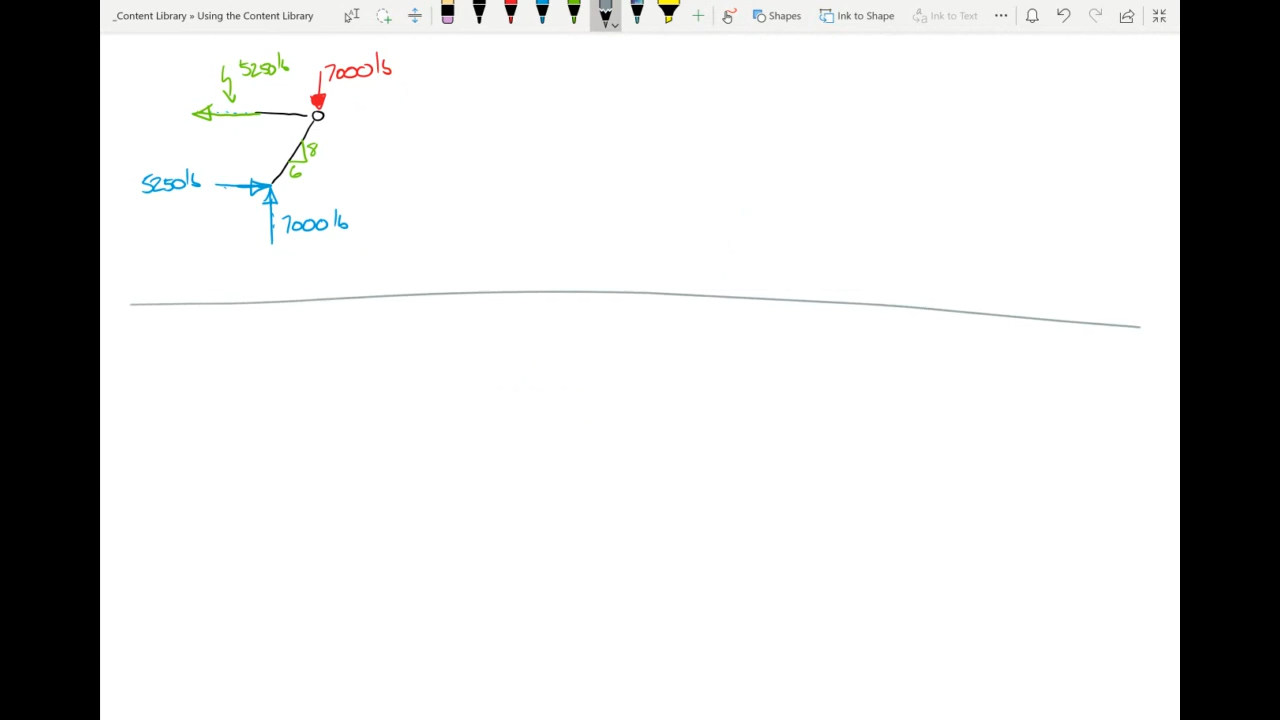 _Content Library » Using the Content Library
Shapes
Ink to Shape
Ink to Text
5250 lb
7000 lb
8
6
5250 lb
7000 lb